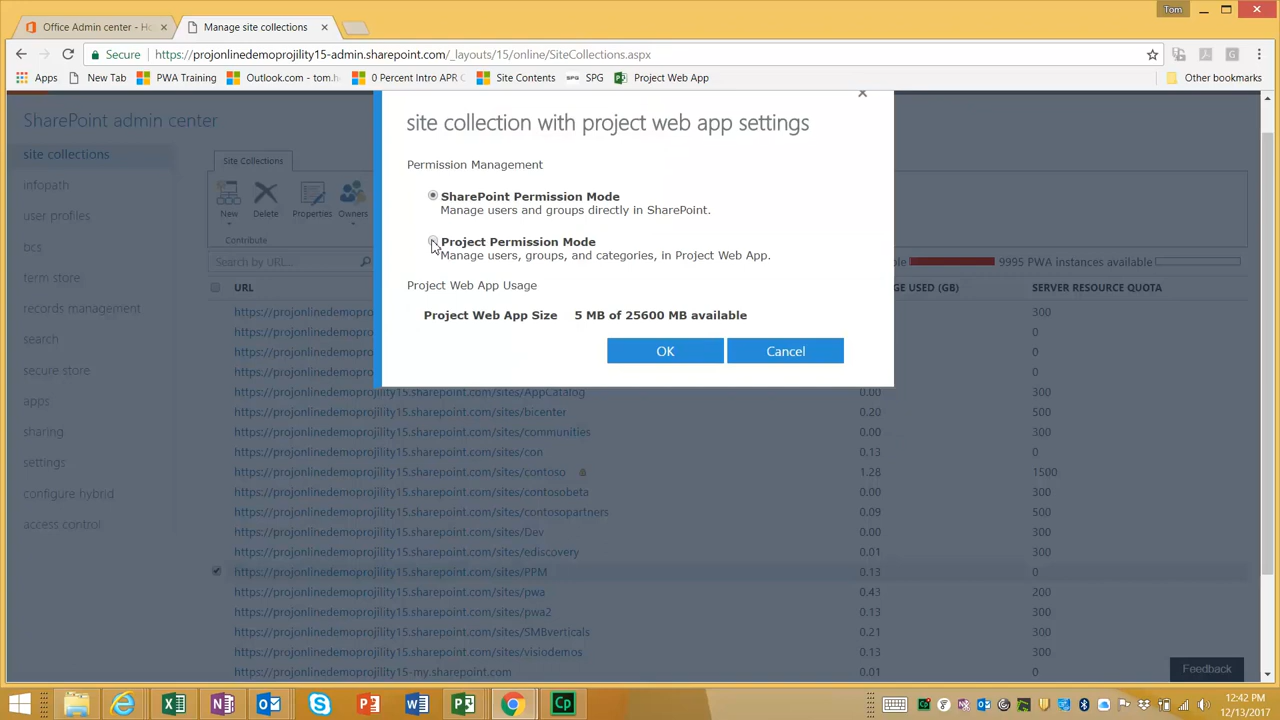 Tom
Office Admin center - Ho
Manage site collections
Secure
https://projonlinedemoprojility15-admin.sharepoint.com/_layouts/15/online/SiteCollections.aspx
Apps
New Tab
PWA Training
Outlook.com - tom.h
0 Percent Intro APR C
Site Contents
SPG
SPG
Project Web App
Other bookmarks
SharePoint admin center
site collections
infopath
user profiles
bcs
term store
records management
search
secure store
apps
sharing
settings
configure hybrid
access control
Site Collections
New
Delete
Properties
Owners
Contribute
Search by URL...
9995 PWA instances available
URL
SERVER RESOURCE QUOTA
site collection with project web app settings
Permission Management
SharePoint Permission Mode
Manage users and groups directly in SharePoint.
Project Permission Mode
Manage users, groups, and categories, in Project Web App.
Project Web App Usage
Project Web App Size 5 MB of 25600 MB available
OK
Cancel
https://projonlinedemopro 300
https://projonlinedemopro 0
https://projonlinedemopro 300
https://projonlinedemopro 0
https://projonlinedemoprojility15.sharepoint.com/sites/AppCatalog 0.00 300
https://projonlinedemoprojility15.sharepoint.com/sites/bicenter 0.20 500
https://projonlinedemoprojility15.sharepoint.com/sites/communities 0.00 300
https://projonlinedemoprojility15.sharepoint.com/sites/con 0.13 0
https://projonlinedemoprojility15.sharepoint.com/sites/contoso 1.28 1500
https://projonlinedemoprojility15.sharepoint.com/sites/contosobeta 0.00 300
https://projonlinedemoprojility15.sharepoint.com/sites/contosopartners 0.09 500
https://projonlinedemoprojility15.sharepoint.com/sites/Dev 0.00 300
https://projonlinedemoprojility15.sharepoint.com/sites/ediscovery 0.01 300
https://projonlinedemoprojility15.sharepoint.com/sites/PPM 0.13 0
https://projonlinedemoprojility15.sharepoint.com/sites/pwa 0.43 200
https://projonlinedemoprojility15.sharepoint.com/sites/pwa2 0.13 300
https://projonlinedemoprojility15.sharepoint.com/sites/SMBverticals 0.21 300
https://projonlinedemoprojility15.sharepoint.com/sites/visiodemos 0.13 300
https://projonlinedemoprojility15-my.sharepoint.com 0.01 0
Feedback
12:42 PM
12/13/2017